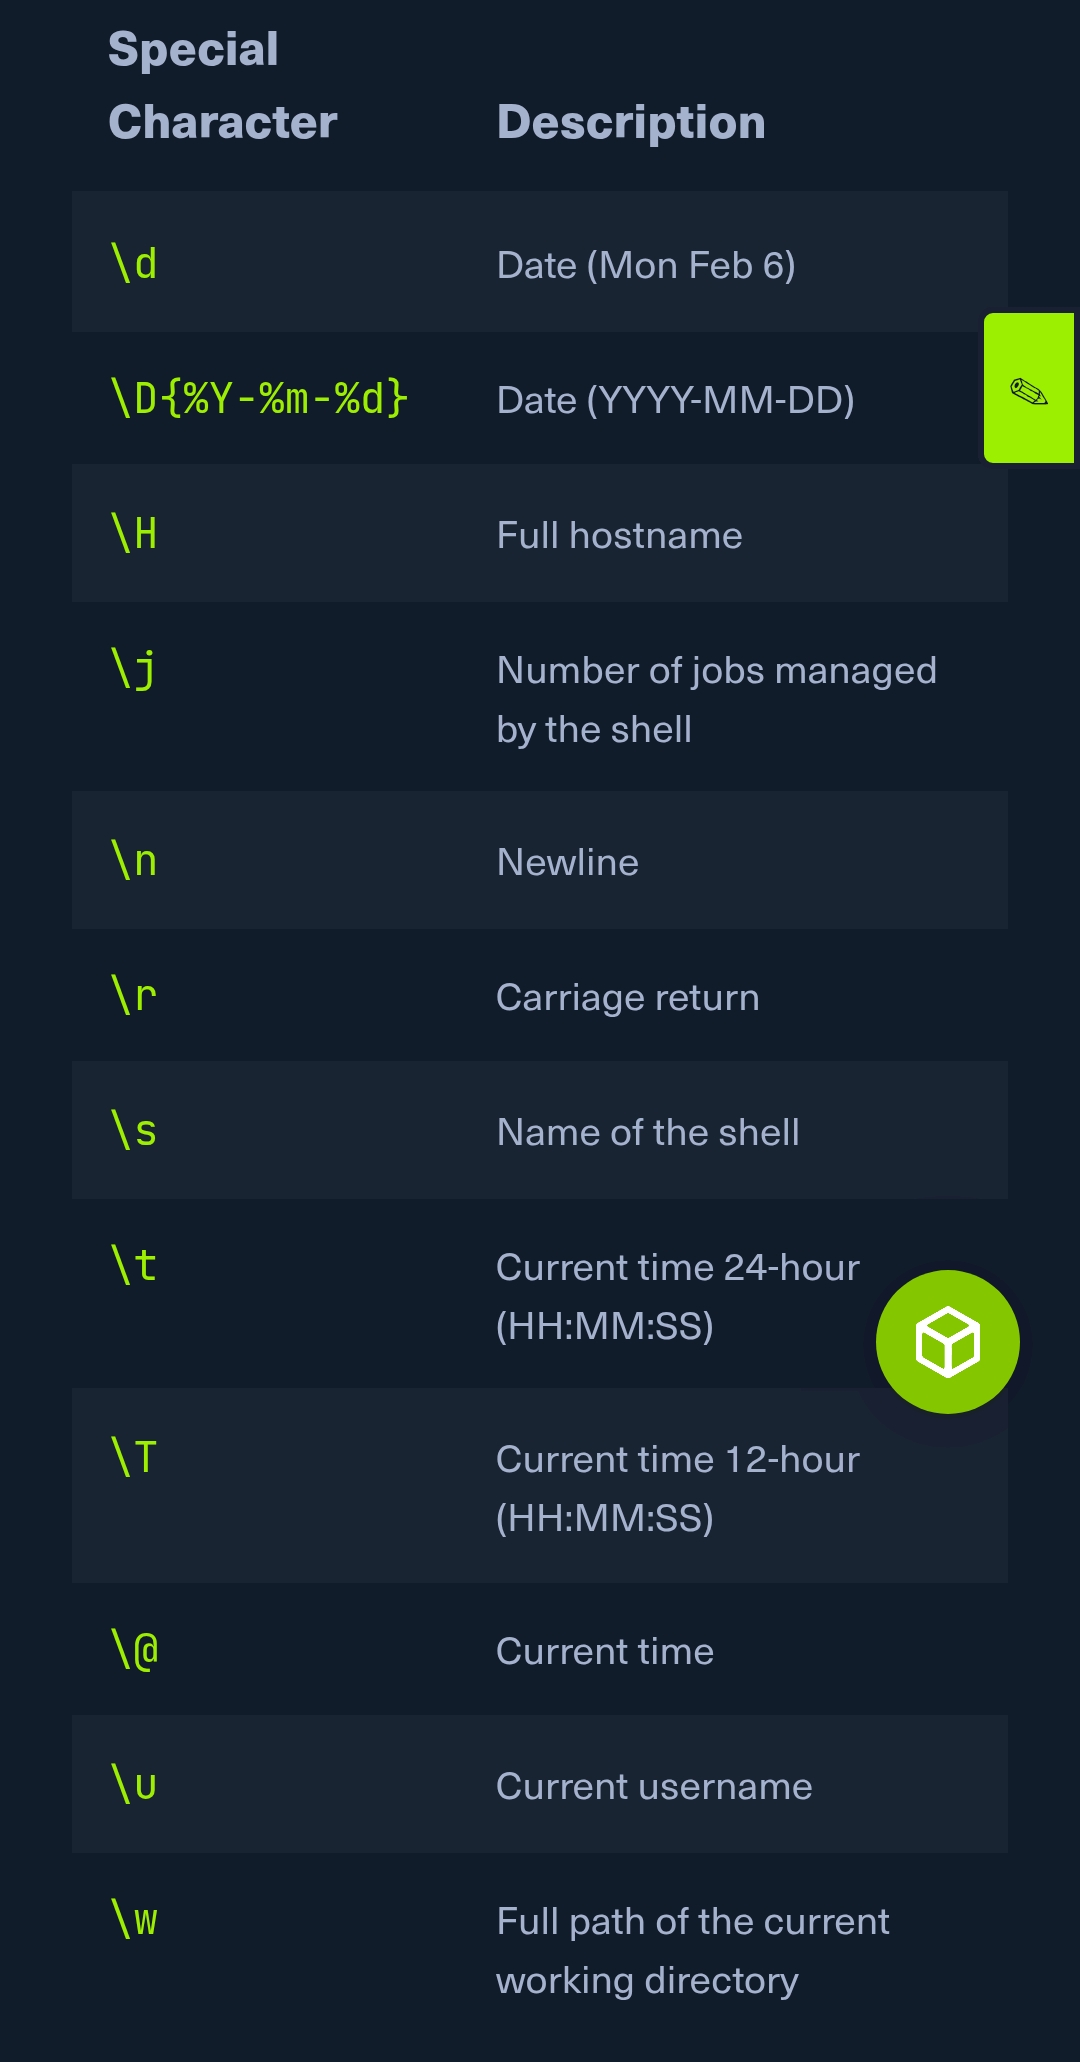 Special
Character Description
\d Date (Mon Feb 6)
\D{%Y-%m-%d} Date (YYYY-MM-DD)
\H Full hostname
\j Number of jobs managed
by the shell
\n Newline
\r Carriage return
\s Name of the shell
\t Current time 24-hour
(HH:MM:SS)
\T Current time 12-hour
(HH:MM:SS)
\@ Current time
\u Current username
\w Full path of the current
working directory